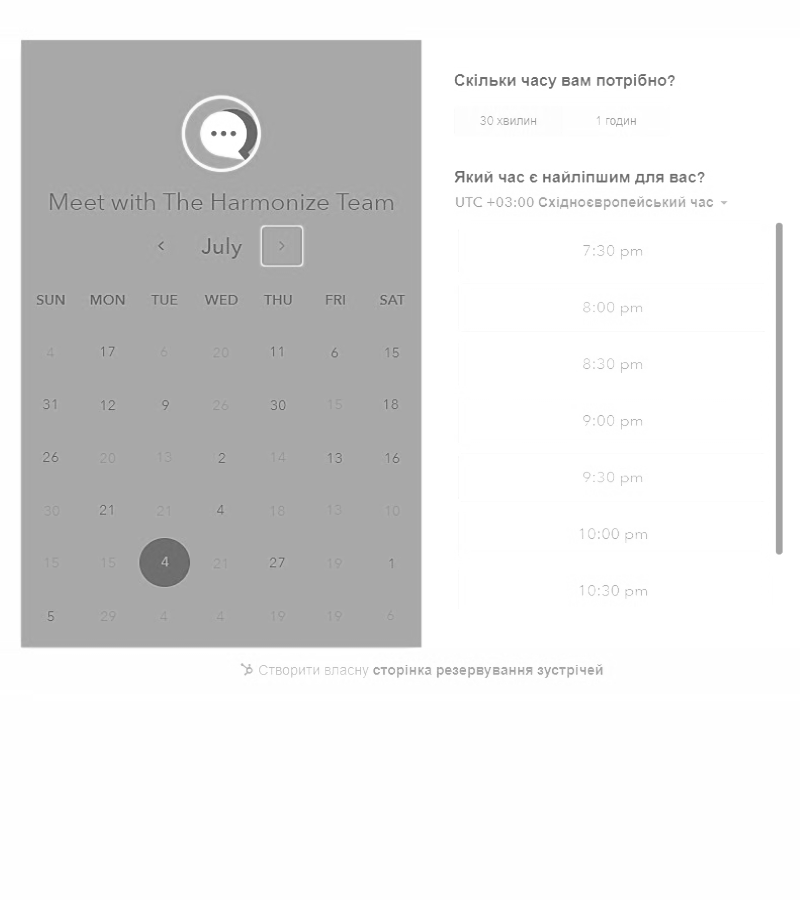 Meet with The Harmonize Team
July
SUN MON TUE WED THU FRI SAT
4 17 6 20 11 6 15
31 12 9 26 30 15 18
26 20 13 2 14 13 16
30 21 21 4 18 13 10
15 15 4 21 27 19 1
5 29 4 4 19 19 6
Скільки часу вам потрібно?
30 хвилин 1 годин
Який час є найліпшим для вас?
UTC +03:00 Східноєвропейський час
7:30 pm
8:00 pm
8:30 pm
9:00 pm
9:30 pm
10:00 pm
10:30 pm
Створити власну сторінка резервування зустрічей